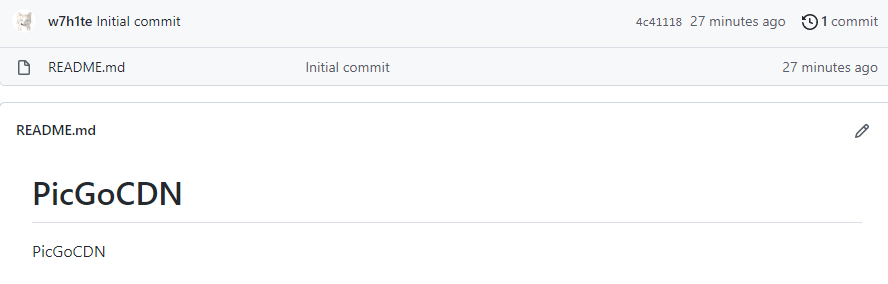 w7h1te Initial commit 4c41118 27 minutes ago 1 commit
README.md Initial commit 27 minutes ago
README.md
PicGoCDN
PicGoCDN